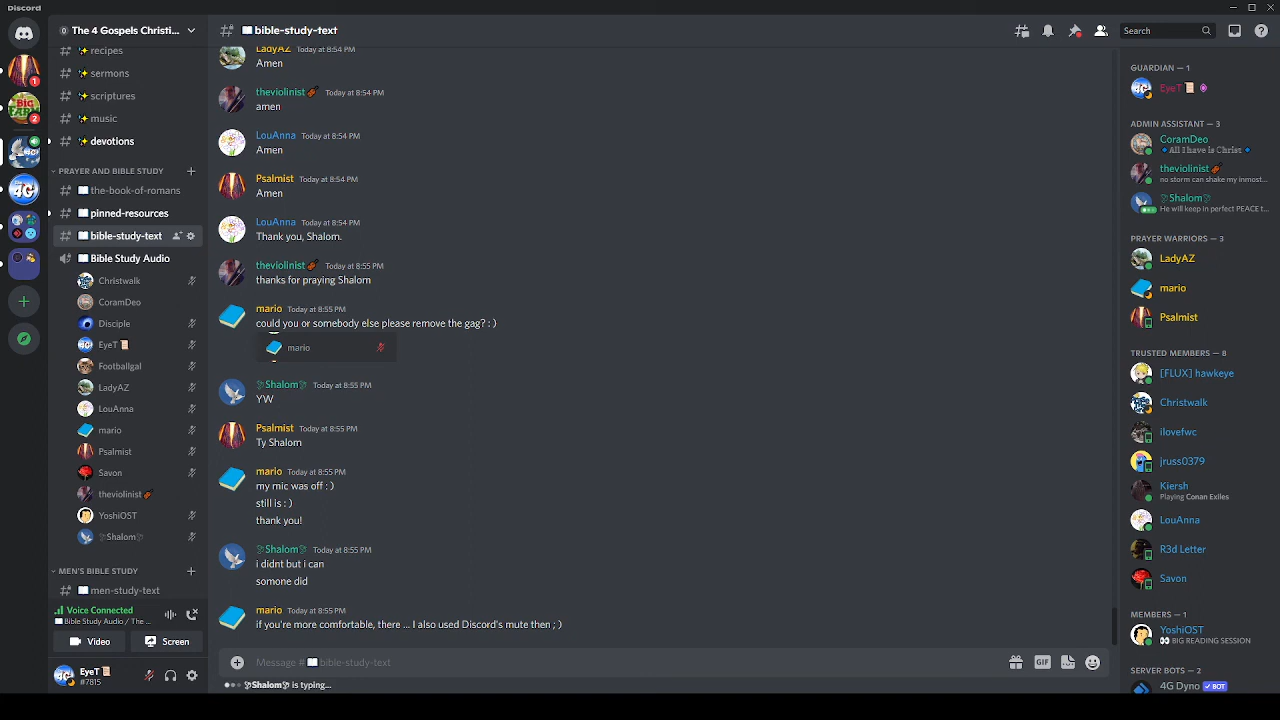 Discord
The 4 Gospels Christi...
recipes
sermons
scriptures
music
devotions
PRAYER AND BIBLE STUDY
the-book-of-romans
pinned-resources
bible-study-text
Bible Study Audio
Christwalk
CoramDeo
Disciple
EyeT
Footballgal
LadyAZ
LouAnna
mario
Psalmist
Savon
theviolinist
YoshiOST
Shalom
MEN'S BIBLE STUDY
men-study-text
Voice Connected
Bible Study Audio / The ...
Video
Screen
EyeT
#7815
1
2
bible-study-text
Search
LadyAZ Today at 8:54 PM
Amen
theviolinist Today at 8:54 PM
amen
LouAnna Today at 8:54 PM
Amen
Psalmist Today at 8:54 PM
Amen
LouAnna Today at 8:54 PM
Thank you, Shalom.
theviolinist Today at 8:55 PM
thanks for praying Shalom
mario Today at 8:55 PM
could you or somebody else please remove the gag? : )
mario
Shalom Today at 8:55 PM
YW
Psalmist Today at 8:55 PM
Ty Shalom
mario Today at 8:55 PM
my mic was off : )
still is : )
thank you!
Shalom Today at 8:55 PM
i didnt but i can
somone did
mario Today at 8:55 PM
if you're more comfortable, there ... I also used Discord's mute then ; )
Message # bible-study-text
GIF
Shalom is typing...
GUARDIAN — 1
EyeT
ADMIN ASSISTANT — 3
CoramDeo
All I have is Christ
theviolinist
no storm can shake my inmost...
Shalom
He will keep in perfect PEACE t...
PRAYER WARRIORS — 3
LadyAZ
mario
Psalmist
TRUSTED MEMBERS — 8
[FLUX] hawkeye
Christwalk
ilovefwc
jruss0379
Kiersh
Playing Conan Exiles
LouAnna
R3d Letter
Savon
MEMBERS — 1
YoshiOST
BIG READING SESSION
SERVER BOTS — 2
4G Dyno BOT